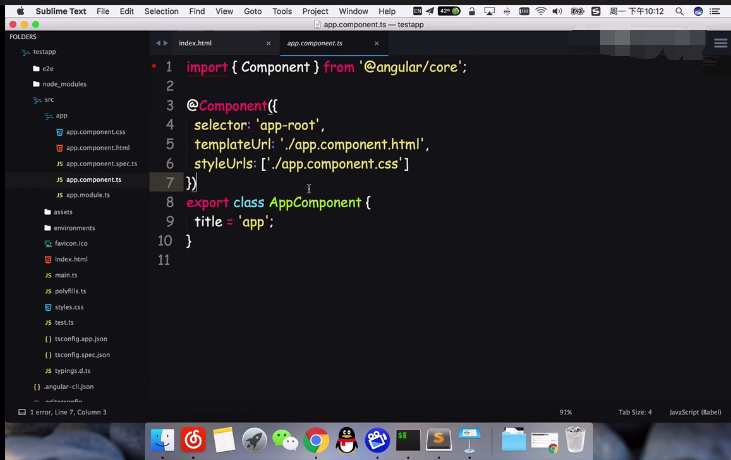 Sublime Text File Edit Selection Find View Goto Tools Project Window Help 42° 周一 下午10:12
app.component.ts — testapp
FOLDERS
testapp
e2e
node_modules
src
app
app.component.css
app.component.html
app.component.spec.ts
app.component.ts
app.module.ts
assets
environments
favicon.ico
index.html
main.ts
polyfills.ts
styles.css
test.ts
tsconfig.app.json
tsconfig.spec.json
typings.d.ts
.angular-cli.json
.editorconfig
index.html × app.component.ts ×
1 import { Component } from '@angular/core';
2
3 @Component({
4 selector: 'app-root',
5 templateUrl: './app.component.html',
6 styleUrls: ['./app.component.css']
7 })
8 export class AppComponent {
9 title = 'app';
10 }
11
1 error, Line 7, Column 3 91% Tab Size: 4 JavaScript (Babel)